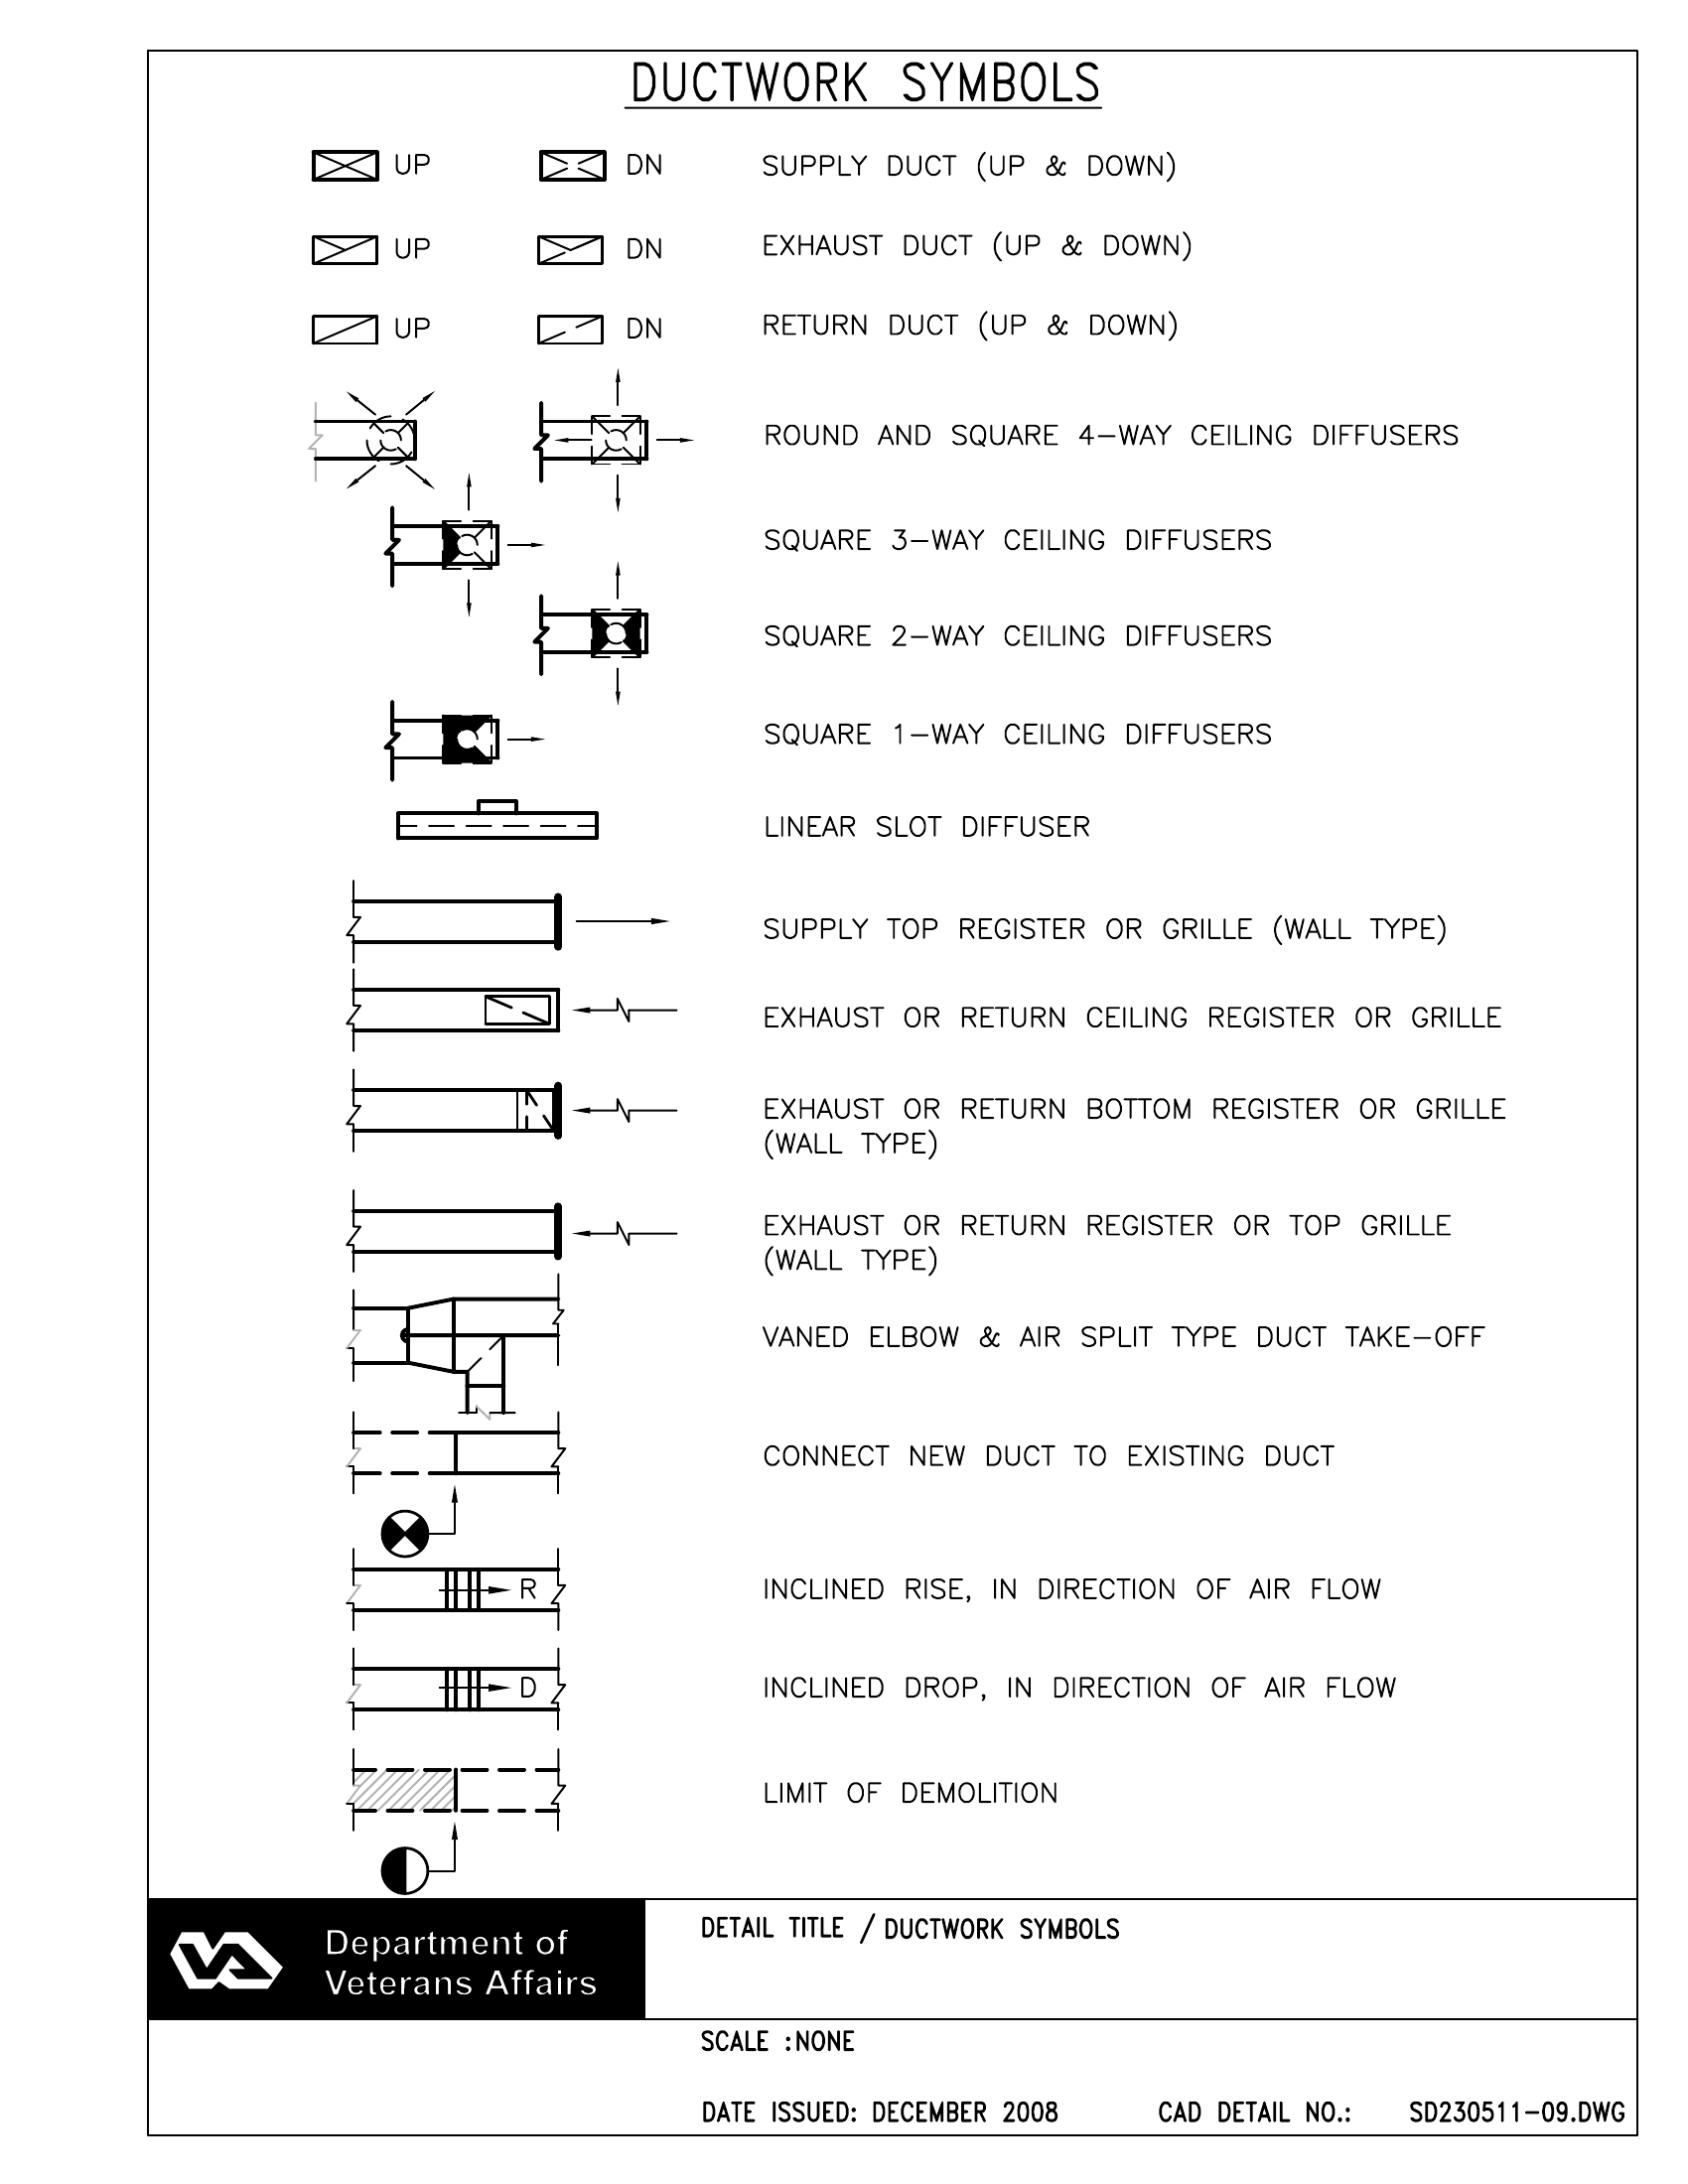 DUCTWORK SYMBOLS
UP DN SUPPLY DUCT (UP & DOWN)
UP DN EXHAUST DUCT (UP & DOWN)
UP DN RETURN DUCT (UP & DOWN)
ROUND AND SQUARE 4-WAY CEILING DIFFUSERS
SQUARE 3-WAY CEILING DIFFUSERS
SQUARE 2-WAY CEILING DIFFUSERS
SQUARE 1-WAY CEILING DIFFUSERS
LINEAR SLOT DIFFUSER
SUPPLY TOP REGISTER OR GRILLE (WALL TYPE)
EXHAUST OR RETURN CEILING REGISTER OR GRILLE
EXHAUST OR RETURN BOTTOM REGISTER OR GRILLE
(WALL TYPE)
EXHAUST OR RETURN REGISTER OR TOP GRILLE
(WALL TYPE)
VANED ELBOW & AIR SPLIT TYPE DUCT TAKE-OFF
CONNECT NEW DUCT TO EXISTING DUCT
R INCLINED RISE, IN DIRECTION OF AIR FLOW
D INCLINED DROP, IN DIRECTION OF AIR FLOW
LIMIT OF DEMOLITION
Department of
Veterans Affairs
DETAIL TITLE / DUCTWORK SYMBOLS
SCALE :NONE
DATE ISSUED: DECEMBER 2008 CAD DETAIL NO.: SD230511-09.DWG